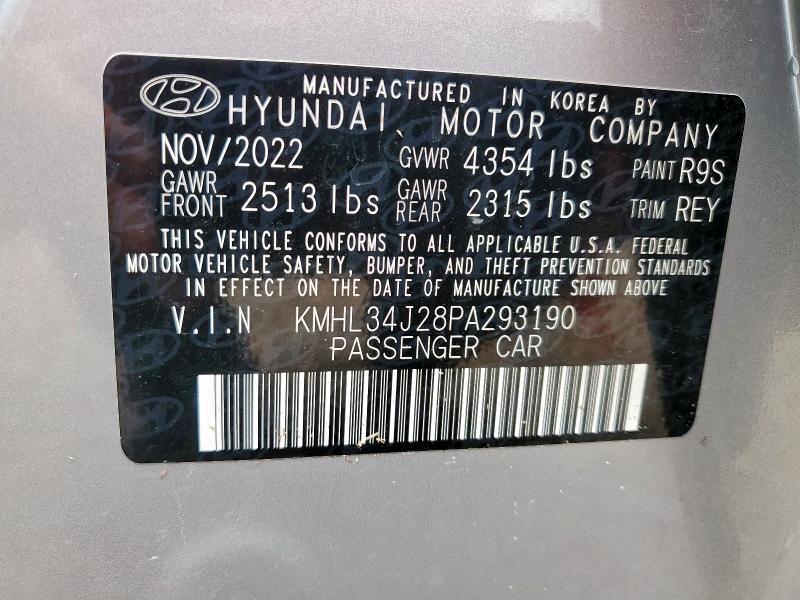 MANUFACTURED IN KOREA BY
HYUNDAI MOTOR COMPANY
NOV/2022 GVWR 4354 lbs PAINT R9S
GAWR FRONT 2513 lbs GAWR REAR 2315 lbs TRIM REY
THIS VEHICLE CONFORMS TO ALL APPLICABLE U.S.A. FEDERAL
MOTOR VEHICLE SAFETY, BUMPER, AND THEFT PREVENTION STANDARDS
IN EFFECT ON THE DATE OF MANUFACTURE SHOWN ABOVE
V.I.N KMHL34J28PA293190
PASSENGER CAR